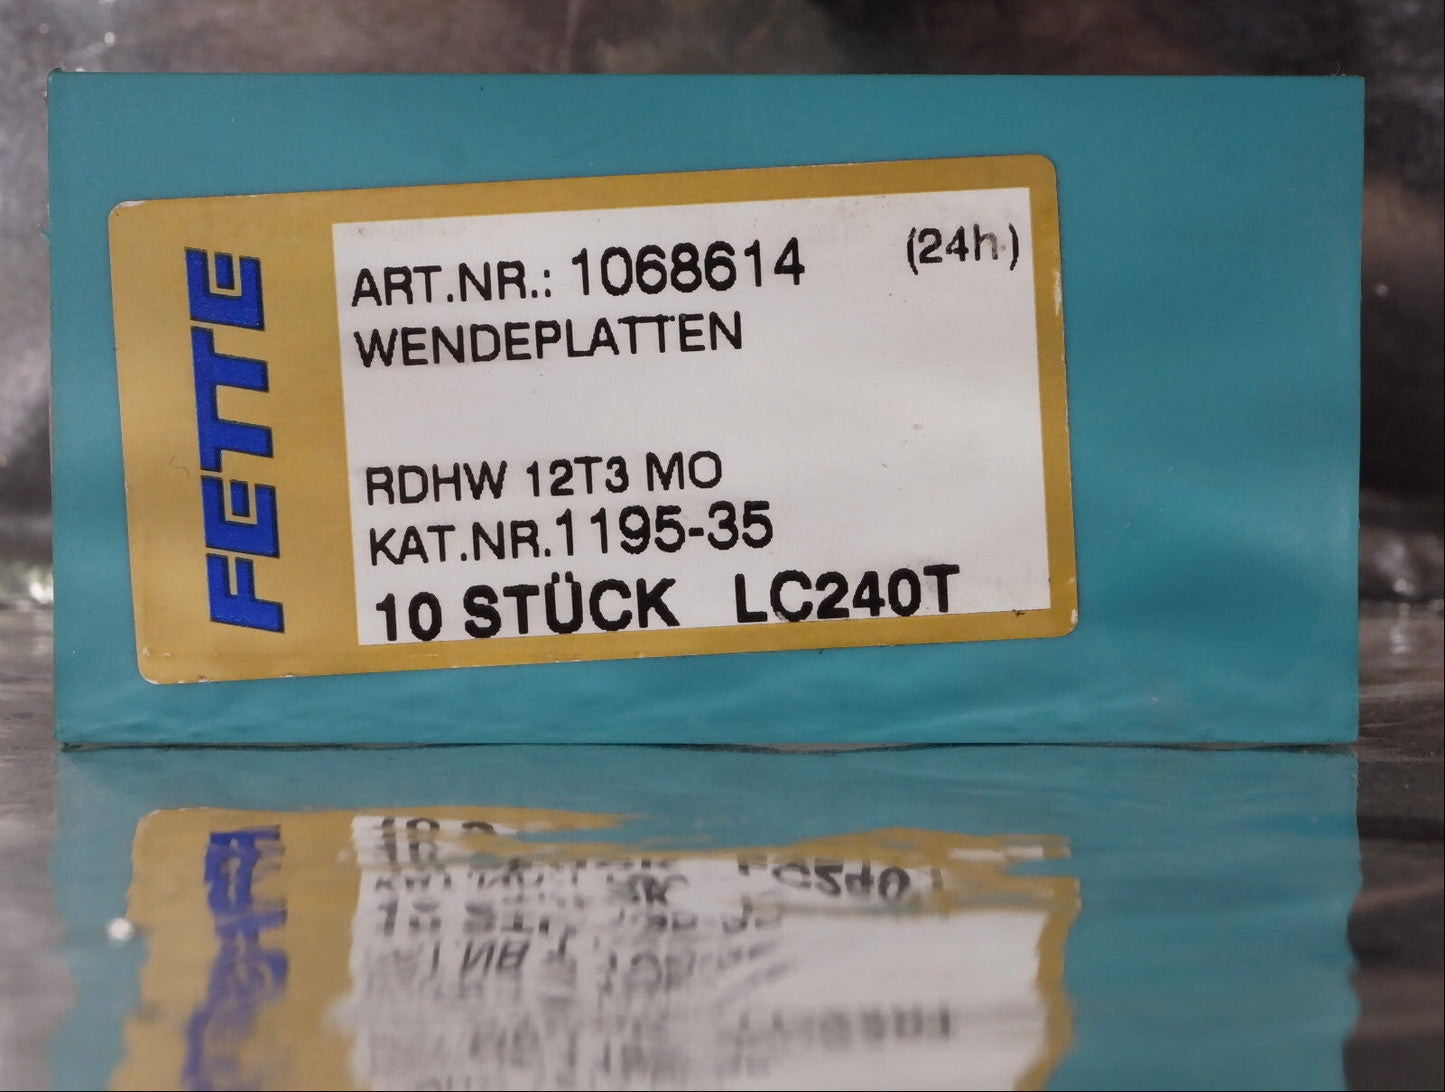 FETTE
ART.NR.: 1068614 (24h)
WENDEPLATTEN
RDHW 12T3 MO
KAT.NR.1195-35
10 STÜCK LC240T